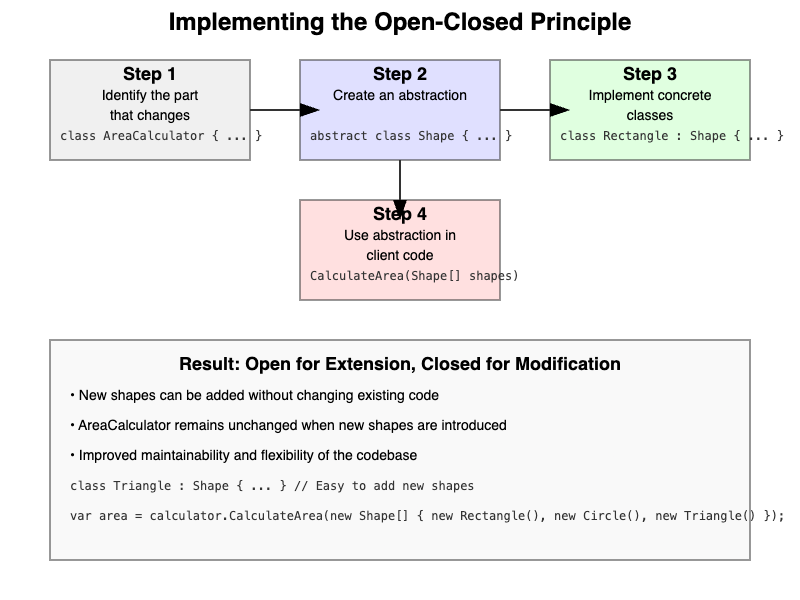 Implementing the Open-Closed Principle
Step 1
Identify the part
that changes
class AreaCalculator { ... }
Step 2
Create an abstraction
abstract class Shape { ... }
Step 3
Implement concrete
classes
class Rectangle : Shape { ... }
Step 4
Use abstraction in
client code
CalculateArea(Shape[] shapes)
Result: Open for Extension, Closed for Modification
• New shapes can be added without changing existing code
• AreaCalculator remains unchanged when new shapes are introduced
• Improved maintainability and flexibility of the codebase
class Triangle : Shape { ... } // Easy to add new shapes
var area = calculator.CalculateArea(new Shape[] { new Rectangle(), new Circle(), new Triangle() });